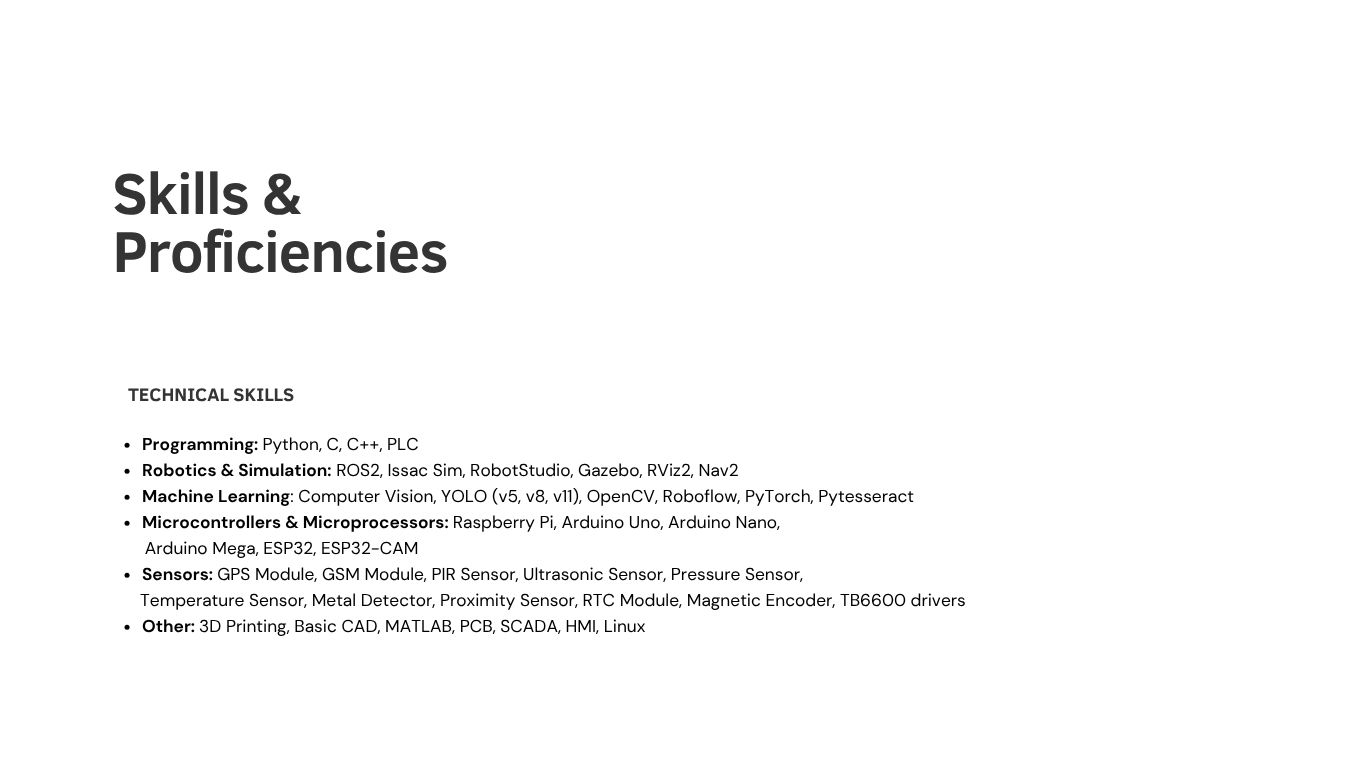 Skills &
Proficiencies
TECHNICAL SKILLS
• Programming: Python, C, C++, PLC
• Robotics & Simulation: ROS2, Issac Sim, RobotStudio, Gazebo, RViz2, Nav2
• Machine Learning: Computer Vision, YOLO (v5, v8, v11), OpenCV, Roboflow, PyTorch, Pytesseract
• Microcontrollers & Microprocessors: Raspberry Pi, Arduino Uno, Arduino Nano,
Arduino Mega, ESP32, ESP32-CAM
• Sensors: GPS Module, GSM Module, PIR Sensor, Ultrasonic Sensor, Pressure Sensor,
Temperature Sensor, Metal Detector, Proximity Sensor, RTC Module, Magnetic Encoder, TB6600 drivers
• Other: 3D Printing, Basic CAD, MATLAB, PCB, SCADA, HMI, Linux